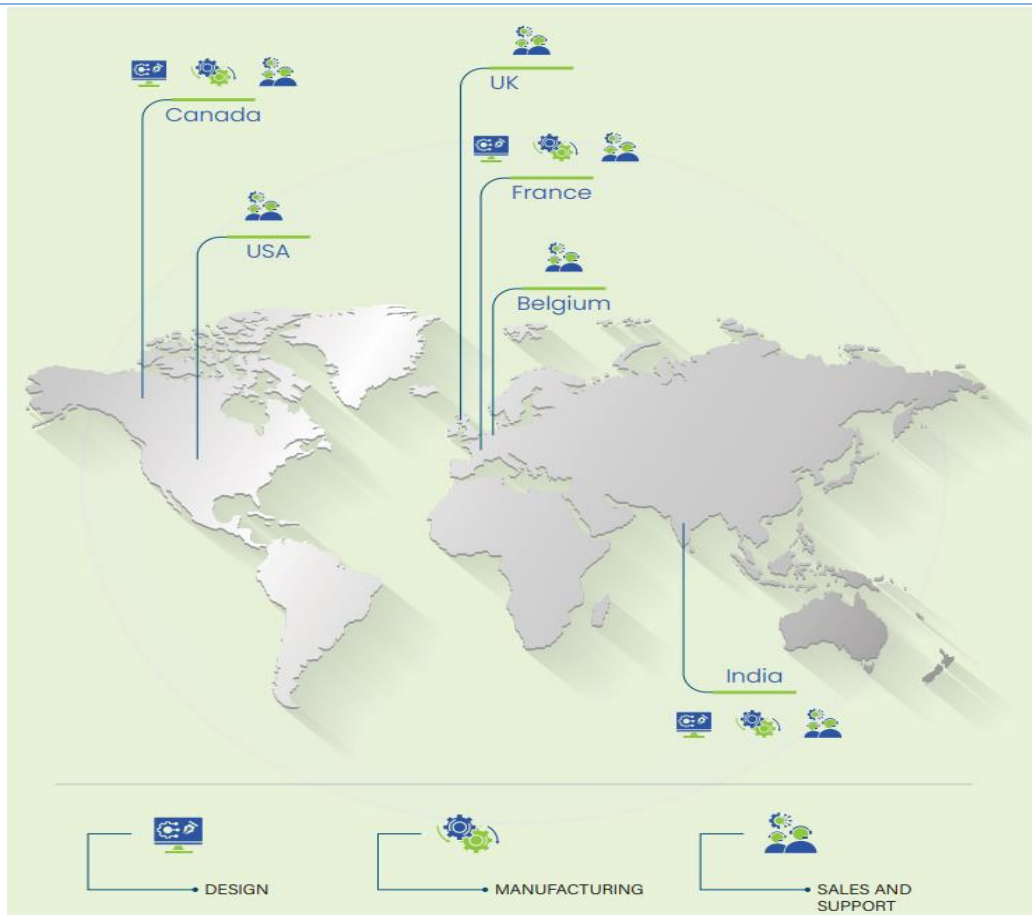 UK
Canada
France
USA
Belgium
India
DESIGN
MANUFACTURING
SALES AND
SUPPORT